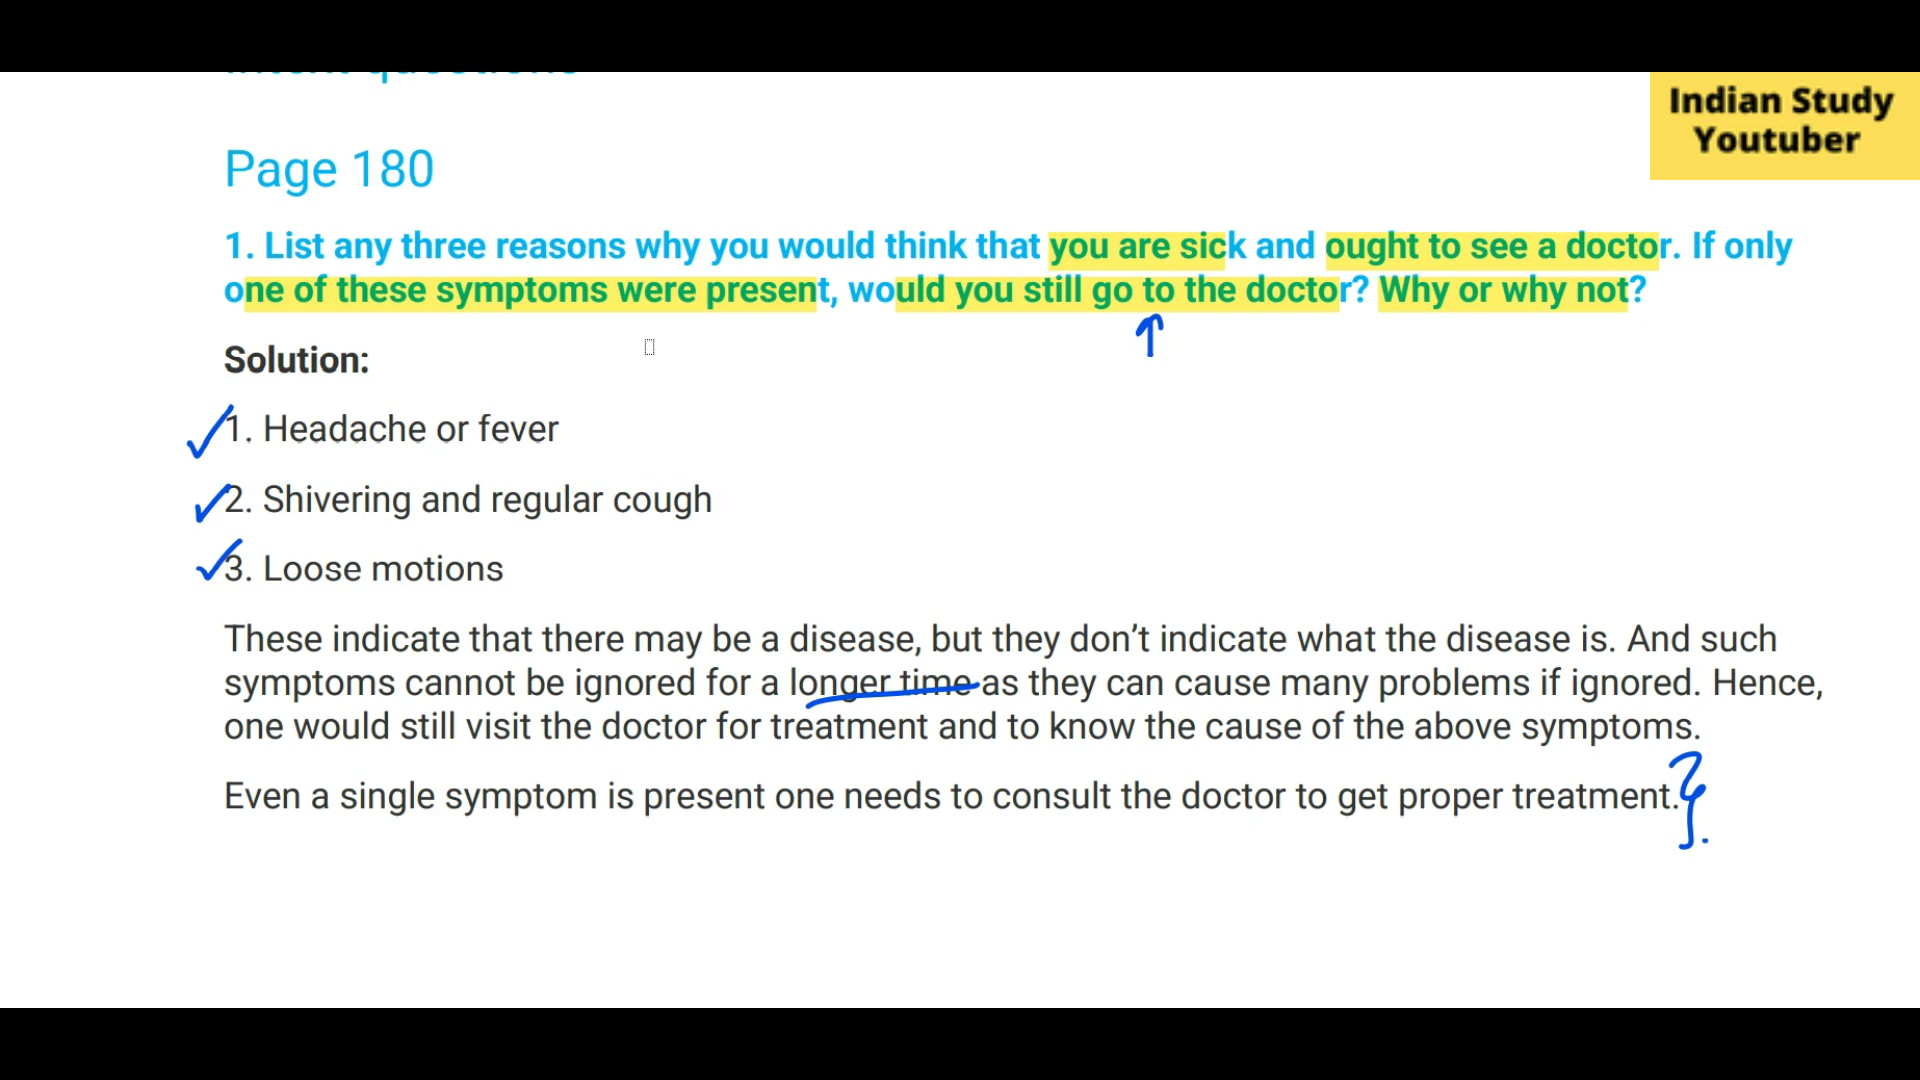 Indian Study
Youtuber
Page 180
1. List any three reasons why you would think that you are sick and ought to see a doctor. If only
one of these symptoms were present, would you still go to the doctor? Why or why not?
Solution:
1. Headache or fever
2. Shivering and regular cough
3. Loose motions
These indicate that there may be a disease, but they don’t indicate what the disease is. And such
symptoms cannot be ignored for a longer time as they can cause many problems if ignored. Hence,
one would still visit the doctor for treatment and to know the cause of the above symptoms.
Even a single symptom is present one needs to consult the doctor to get proper treatment.